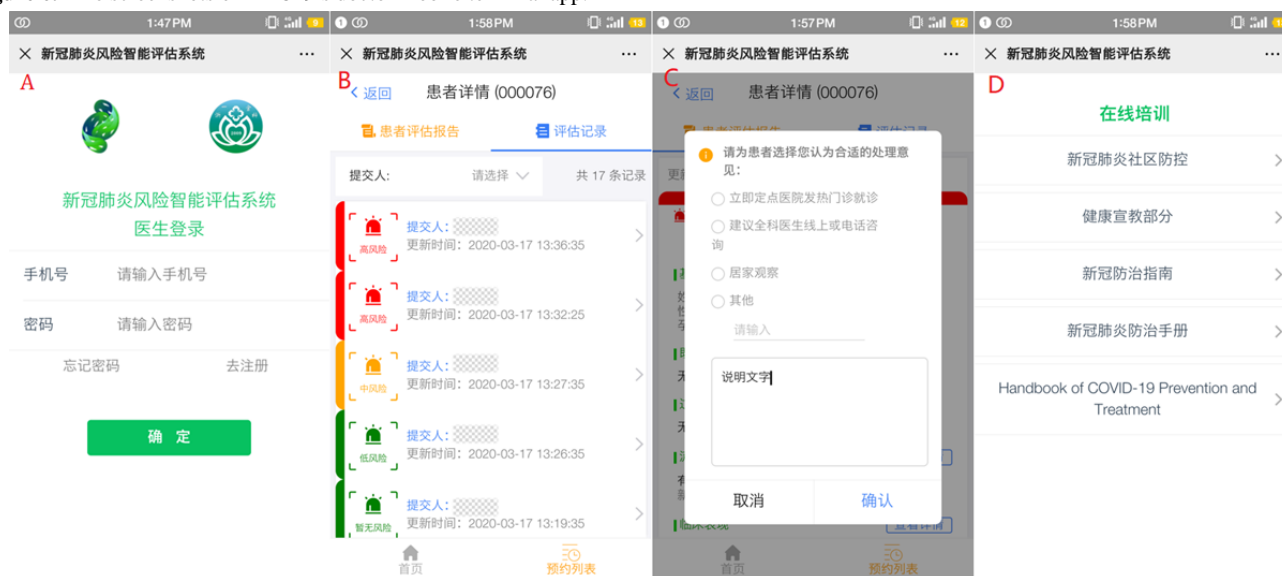 1:47PM
9
× 新冠肺炎风险智能评估系统 ...
A
新冠肺炎风险智能评估系统
医生登录
手机号 请输入手机号
密码 请输入密码
忘记密码 去注册
确 定
1 1:58PM
13
× 新冠肺炎风险智能评估系统 ...
B
返回 患者详情 (000076)
患者评估报告 评估记录
提交人: 请选择 共 17 条记录
高风险
提交人:
更新时间: 2020-03-17 13:36:35
高风险
提交人:
更新时间: 2020-03-17 13:32:25
中风险
提交人:
更新时间: 2020-03-17 13:27:35
低风险
提交人:
更新时间: 2020-03-17 13:26:35
暂无风险
提交人:
更新时间: 2020-03-17 13:19:35
首页 预约列表
1 1:57PM
12
× 新冠肺炎风险智能评估系统 ...
C
返回 患者详情 (000076)
请为患者选择您认为合适的处理意
见:
立即定点医院发热门诊就诊
建议全科医生线上或电话咨
询
居家观察
其他
请输入
说明文字
取消 确认
临床表现 查看详情
首页 预约列表
1 1:58PM
× 新冠肺炎风险智能评估系统 ...
D
在线培训
新冠肺炎社区防控
健康宣教部分
新冠防治指南
新冠肺炎防治手册
Handbook of COVID-19 Prevention and
Treatment